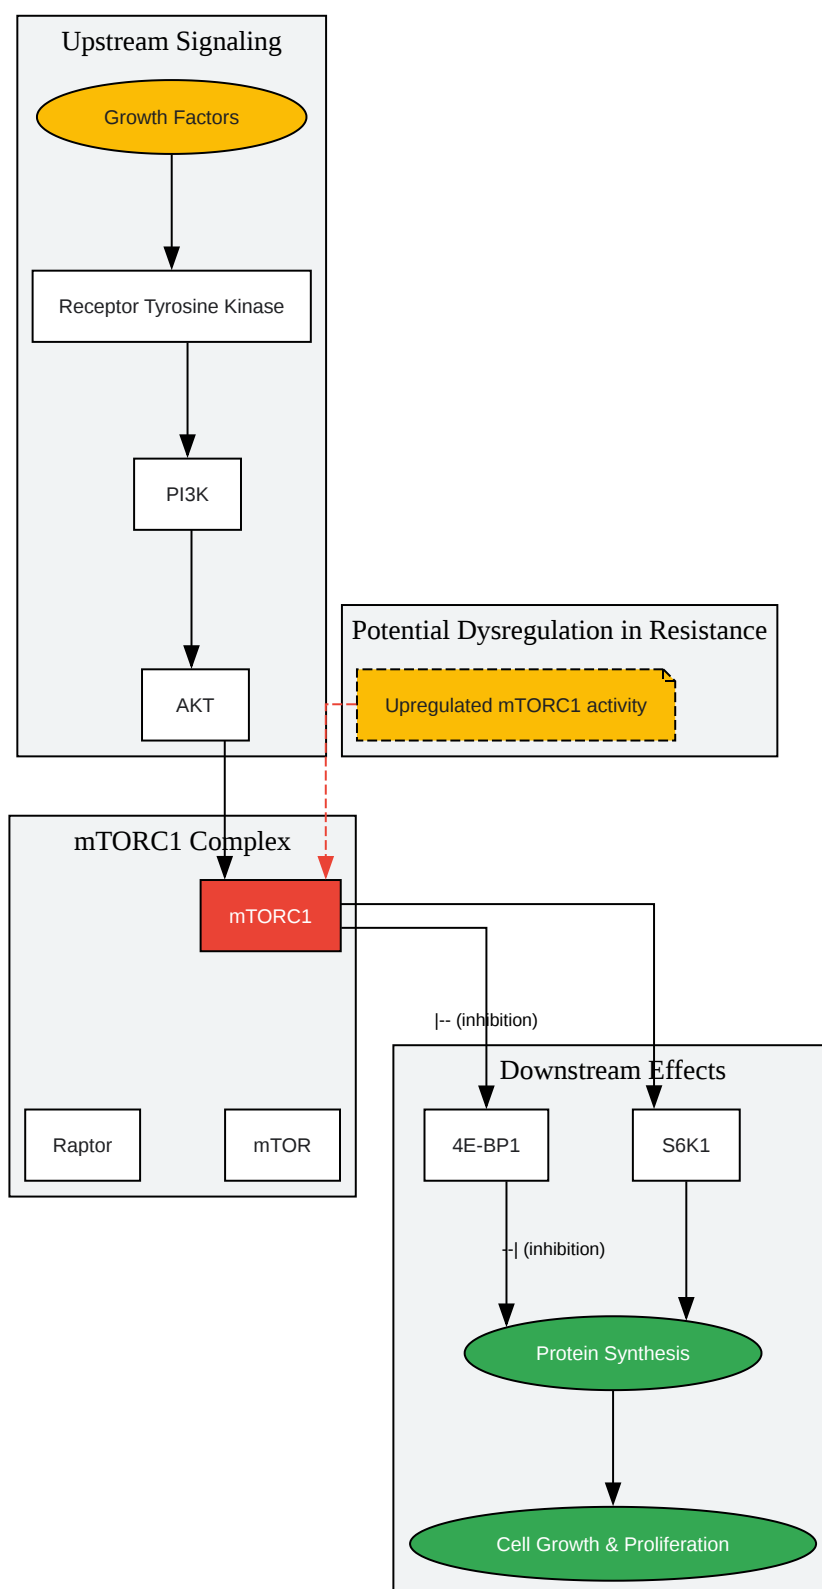 Upstream Signaling
Growth Factors
Receptor Tyrosine Kinase
PI3K
AKT
Potential Dysregulation in Resistance
Upregulated mTORC1 activity
mTORC1 Complex
mTORC1
Raptor
mTOR
|-- (inhibition)
Downstream Effects
4E-BP1
S6K1
--| (inhibition)
Protein Synthesis
Cell Growth & Proliferation